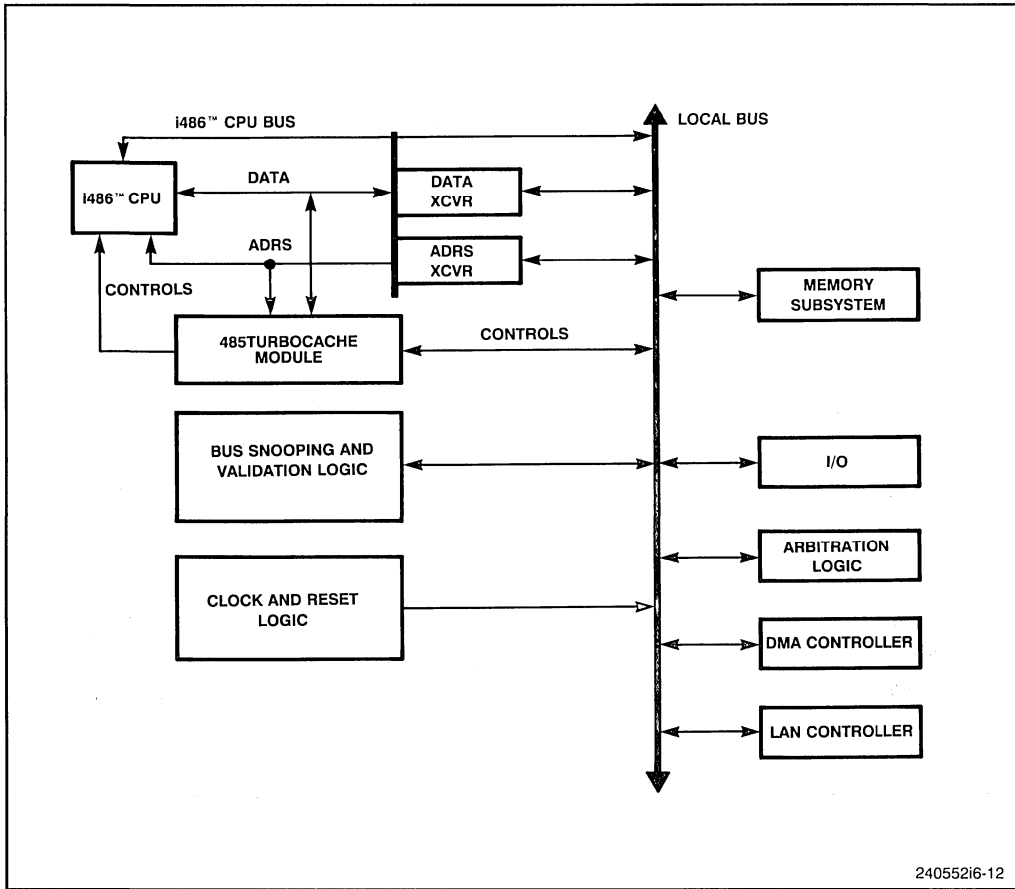 i486™ CPU BUS
LOCAL BUS
i486™ CPU
DATA
DATA
XCVR
ADRS
ADRS
XCVR
CONTROLS
485TURBOCACHE
MODULE
CONTROLS
MEMORY
SUBSYSTEM
BUS SNOOPING AND
VALIDATION LOGIC
I/O
ARBITRATION
LOGIC
CLOCK AND RESET
LOGIC
DMA CONTROLLER
LAN CONTROLLER
240552i6-12